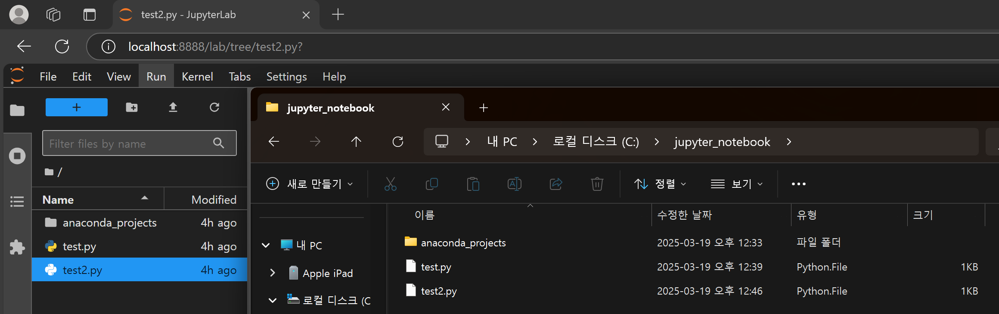 test2.py - JupyterLab
localhost:8888/lab/tree/test2.py?
File Edit View Run Kernel Tabs Settings Help
Filter files by name
/
Name Modified
anaconda_projects 4h ago
test.py 4h ago
test2.py 4h ago
jupyter_notebook
내 PC 로컬 디스크 (C:) jupyter_notebook
새로 만들기 정렬 보기
내 PC
Apple iPad
로컬 디스크 (C
이름 수정한 날짜 유형 크기
anaconda_projects 2025-03-19 오후 12:33 파일 폴더
test.py 2025-03-19 오후 12:39 Python.File 1KB
test2.py 2025-03-19 오후 12:46 Python.File 1KB